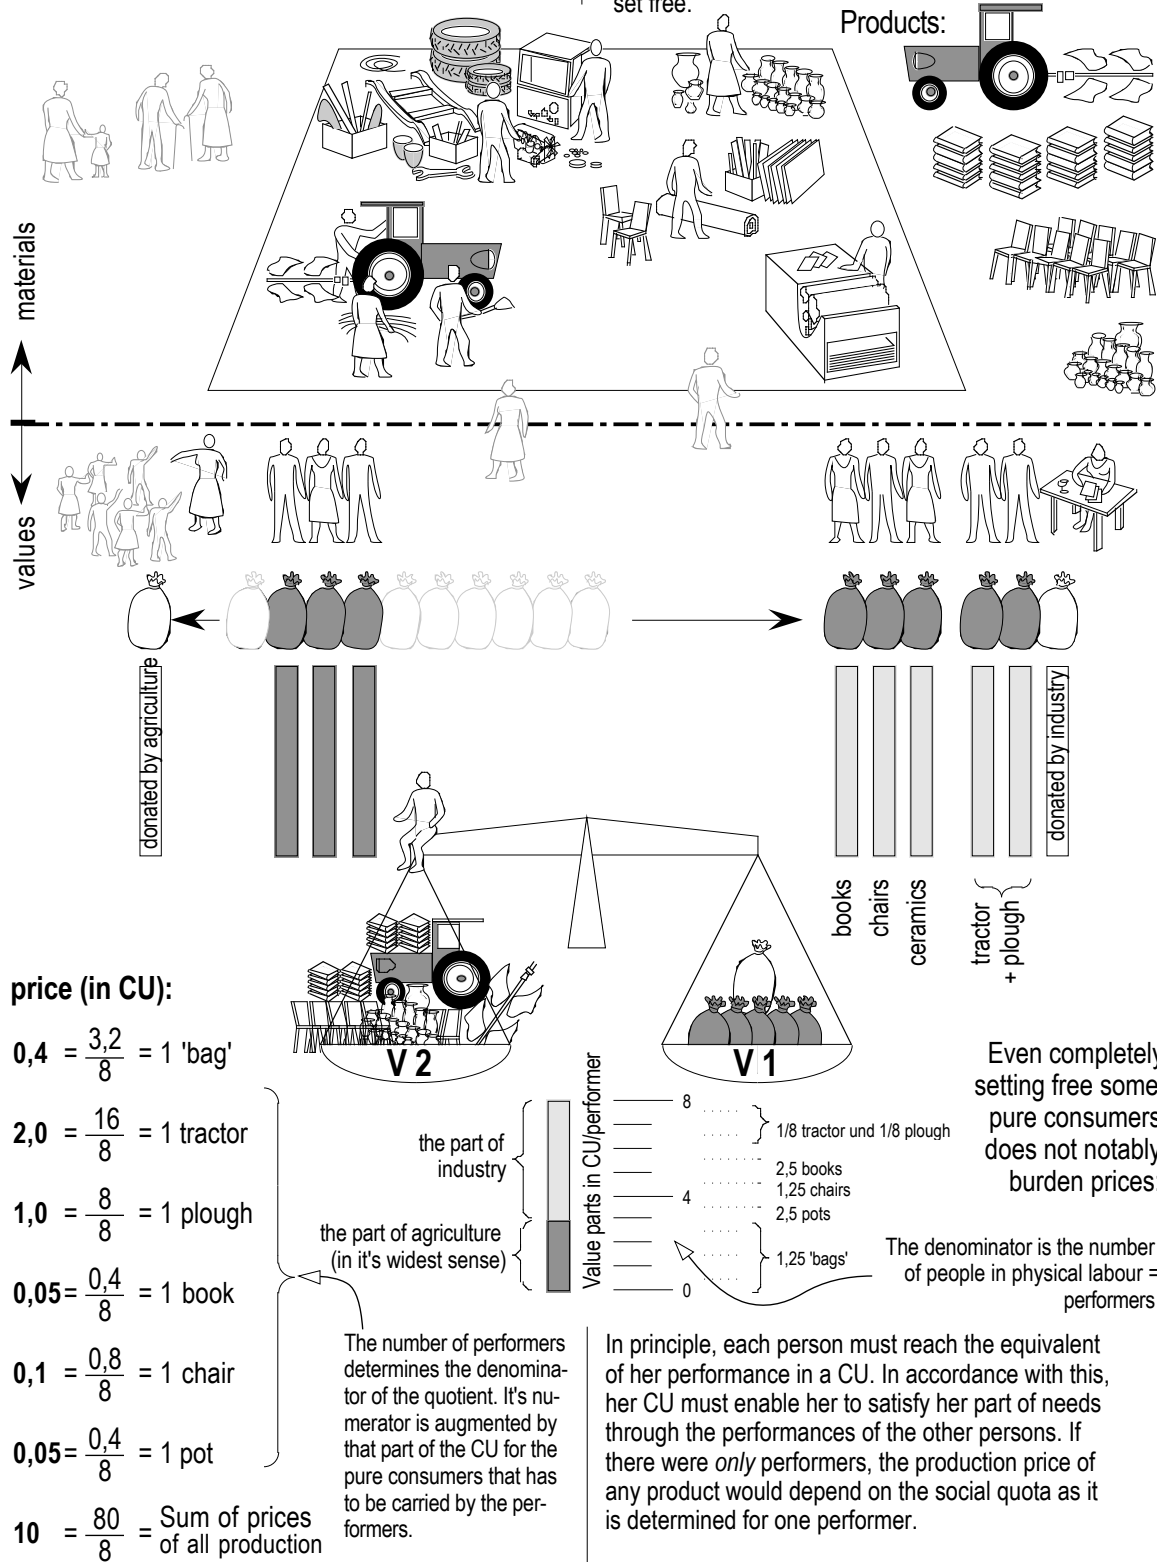 set free.
Products:
materials
values
donated by agriculture
donated by industry
books
chairs
ceramics
tractor
+ plough
V 2
V 1
price (in CU):
0,4 = 3,2/8 = 1 'bag'
2,0 = 16/8 = 1 tractor
1,0 = 8/8 = 1 plough
0,05 = 0,4/8 = 1 book
0,1 = 0,8/8 = 1 chair
0,05 = 0,4/8 = 1 pot
10 = 80/8 = Sum of prices
of all production
the part of
industry
the part of agriculture
(in it's widest sense)
Value parts in CU/performer
8
4
0
1/8 tractor und 1/8 plough
2,5 books
1,25 chairs
2,5 pots
1,25 'bags'
Even completely
setting free some
pure consumers
does not notably
burden prices:
The denominator is the number
of people in physical labour =
performers
The number of performers
determines the denomina-
tor of the quotient. It's nu-
merator is augmented by
that part of the CU for the
pure consumers that has
to be carried by the per-
formers.
In principle, each person must reach the equivalent
of her performance in a CU. In accordance with this,
her CU must enable her to satisfy her part of needs
through the performances of the other persons. If
there were only performers, the production price of
any product would depend on the social quota as it
is determined for one performer.